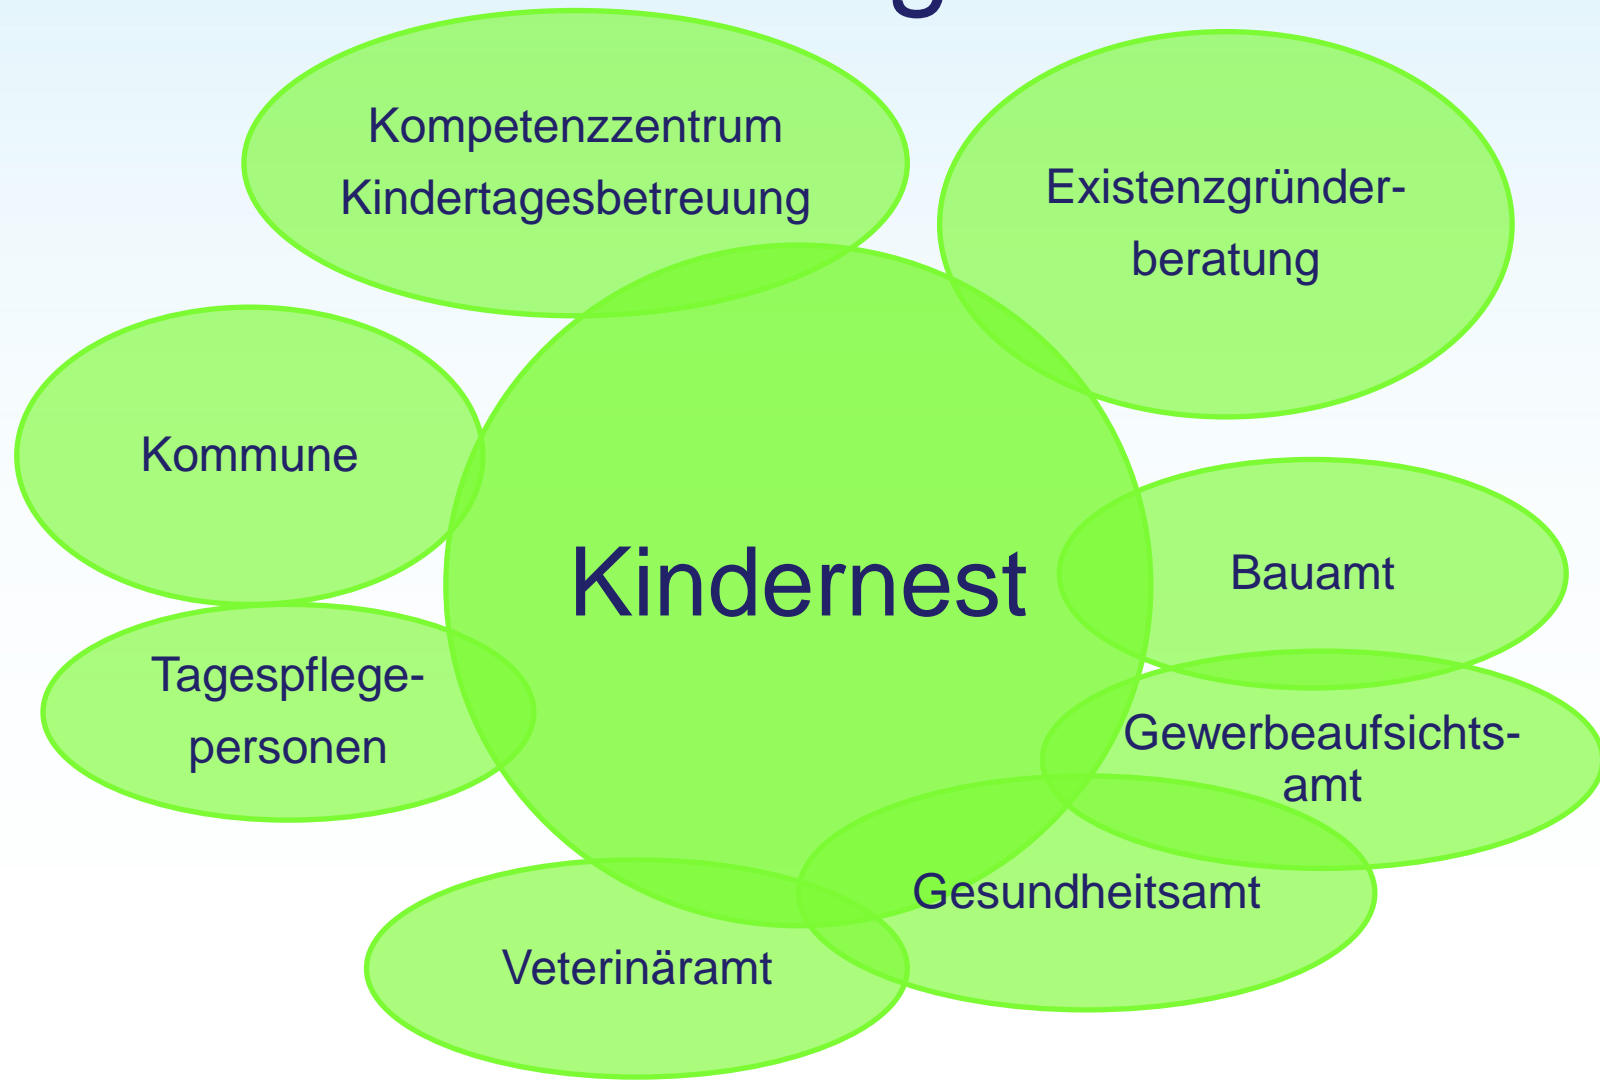 Kompetenzzentrum
Kindertagesbetreuung
Existenzgründer-
beratung
Kommune
Kindernest
Bauamt
Tagespflege-
personen
Gewerbeaufsichts-
amt
Gesundheitsamt
Veterinäramt